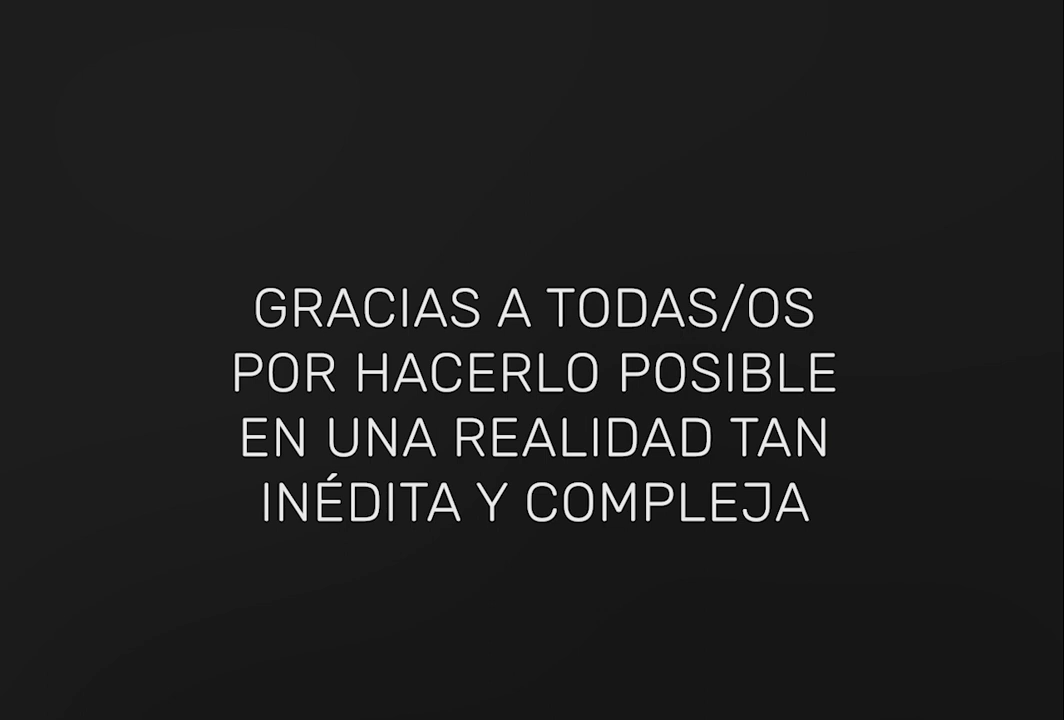 GRACIAS A TODAS/OS
POR HACERLO POSIBLE
EN UNA REALIDAD TAN
INÉDITA Y COMPLEJA